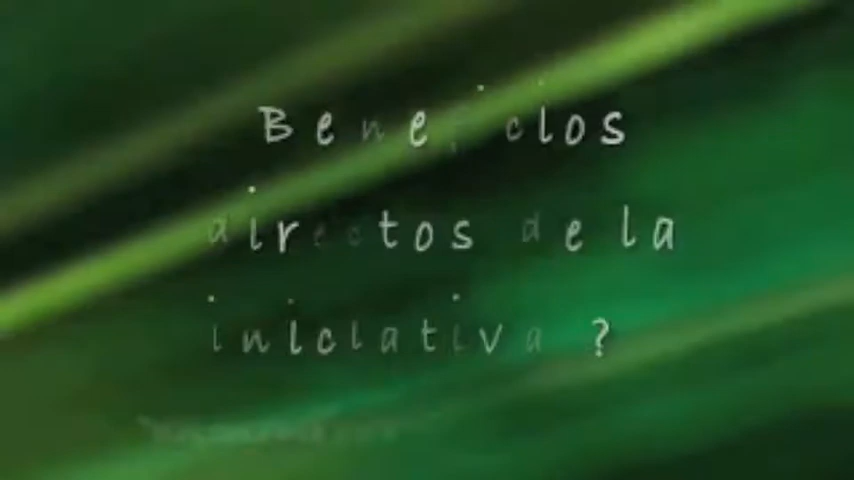 Beneficios
directos de la
iniciativa ?